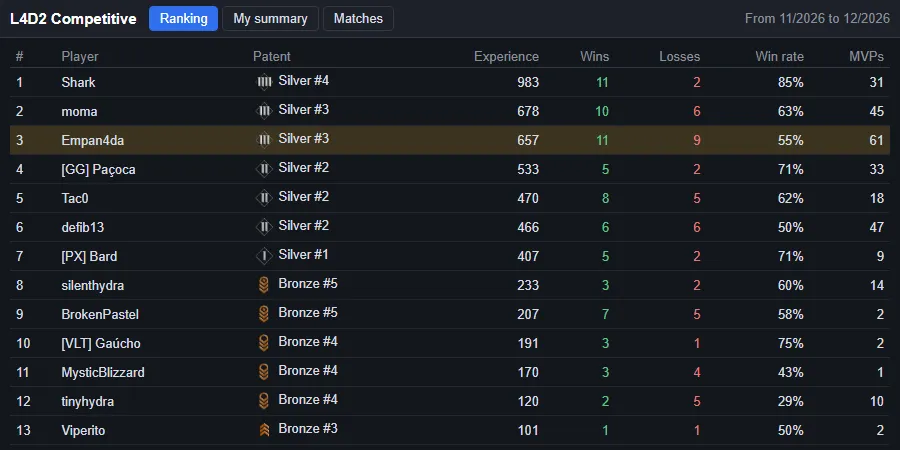 L4D2 Competitive Ranking My summary Matches From 11/2026 to 12/2026
# Player Patent Experience Wins Losses Win rate MVPs
1 Shark Silver #4 983 11 2 85% 31
2 moma Silver #3 678 10 6 63% 45
3 Empan4da Silver #3 657 11 9 55% 61
4 [GG] Paçoca Silver #2 533 5 2 71% 33
5 Tac0 Silver #2 470 8 5 62% 18
6 defib13 Silver #2 466 6 6 50% 47
7 [PX] Bard Silver #1 407 5 2 71% 9
8 silenthydra Bronze #5 233 3 2 60% 14
9 BrokenPastel Bronze #5 207 7 5 58% 2
10 [VLT] Gaúcho Bronze #4 191 3 1 75% 2
11 MysticBlizzard Bronze #4 170 3 4 43% 1
12 tinyhydra Bronze #4 120 2 5 29% 10
13 Viperito Bronze #3 101 1 1 50% 2